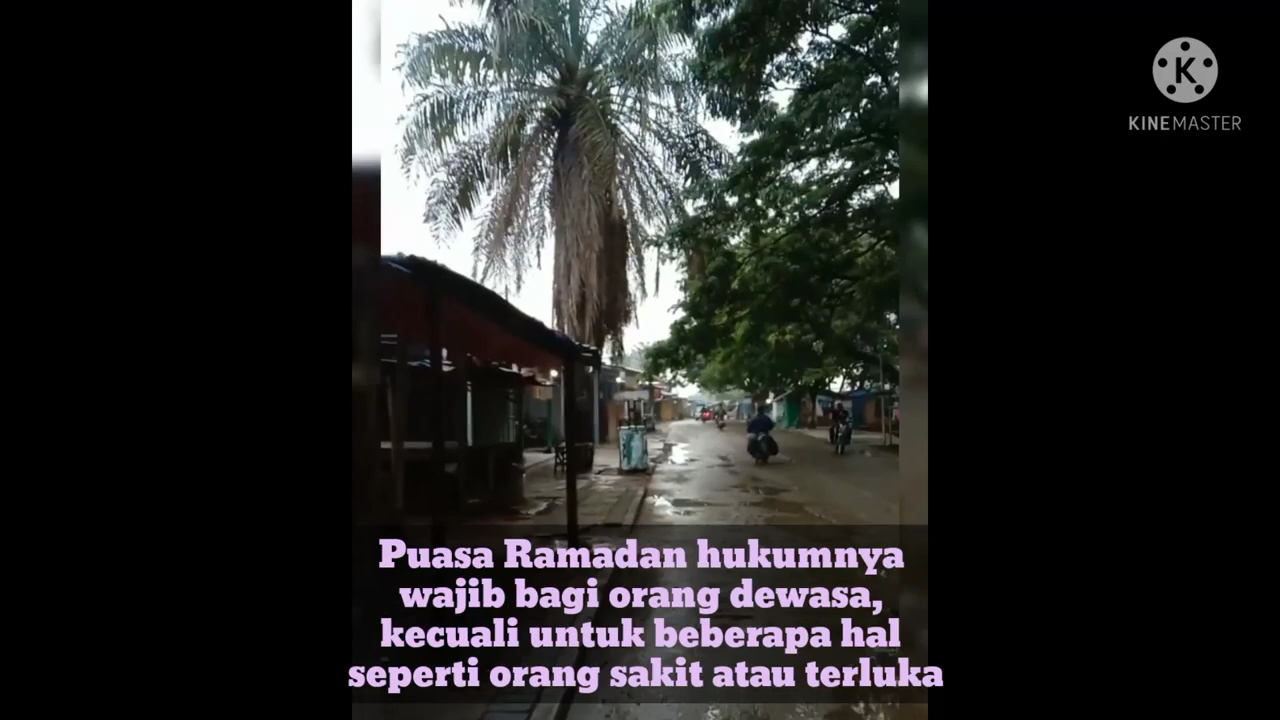 KINEMASTER
Puasa Ramadan hukumnya
wajib bagi orang dewasa,
kecuali untuk beberapa hal
seperti orang sakit atau terluka